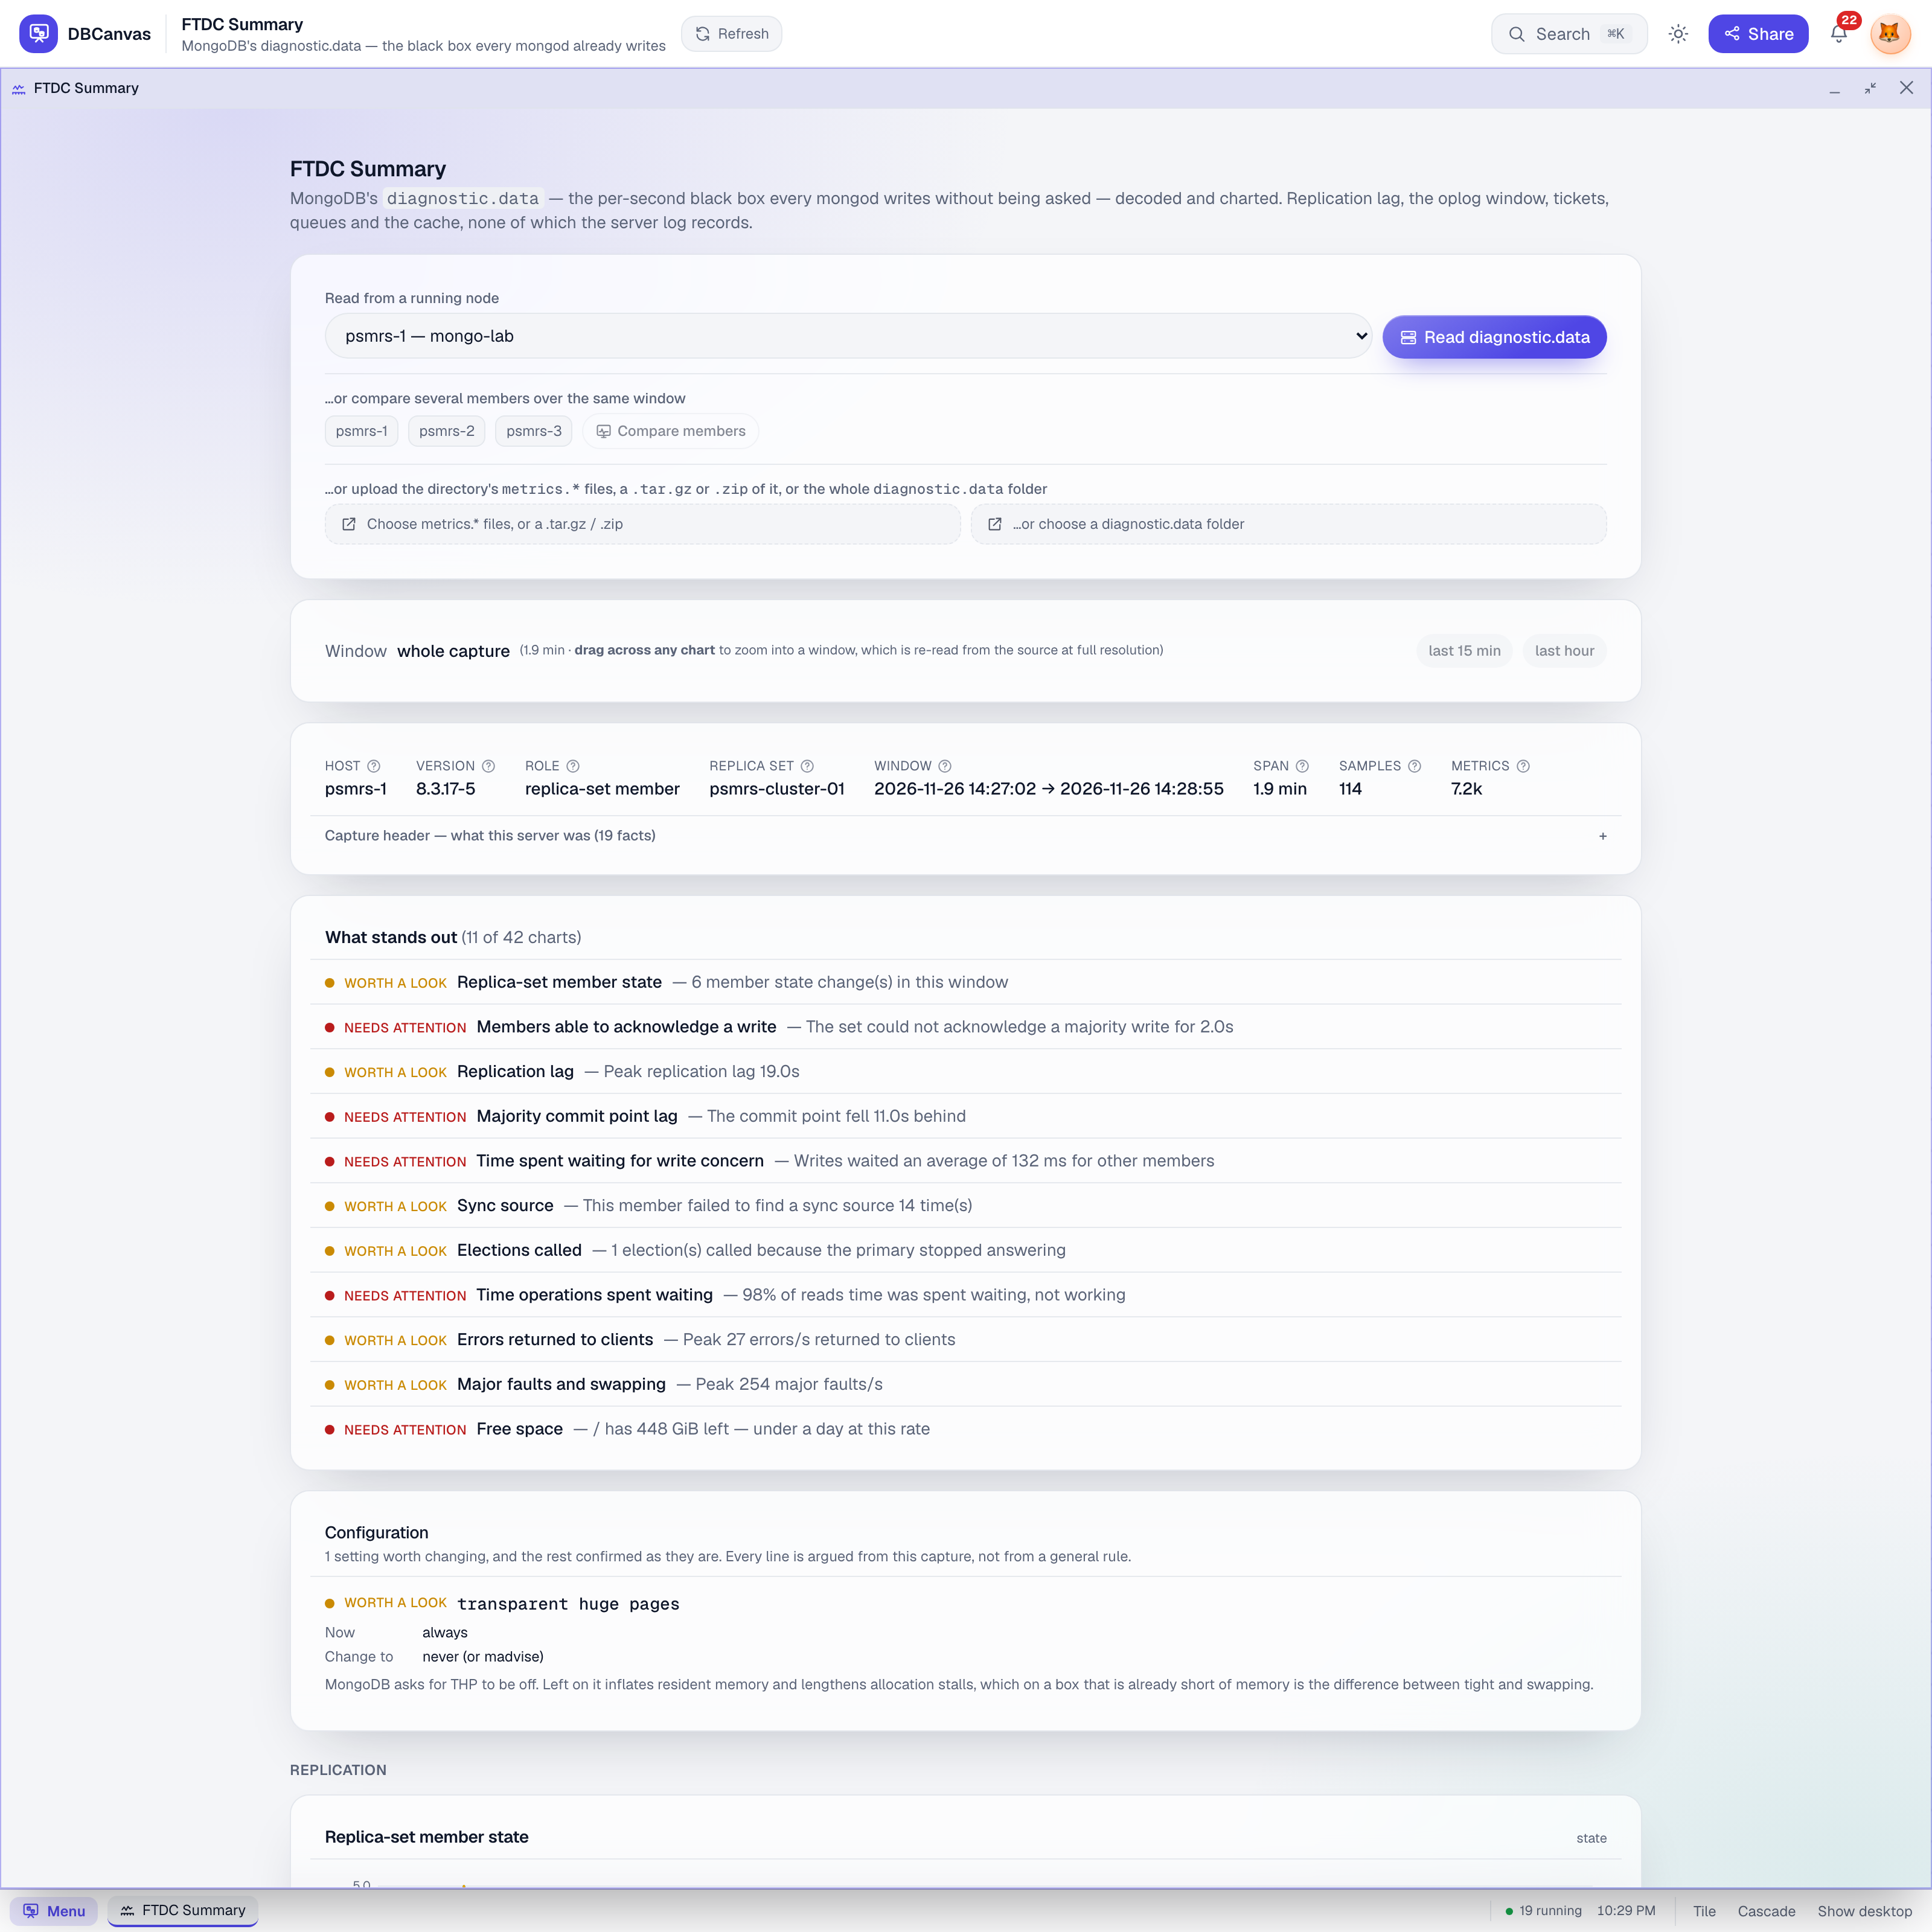 DBCanvas
FTDC Summary
MongoDB's diagnostic.data — the black box every mongod already writes
Refresh
Search ⌘K
Share
22
FTDC Summary
FTDC Summary
MongoDB's diagnostic.data — the per-second black box every mongod writes without being asked — decoded and charted. Replication lag, the oplog window, tickets,
queues and the cache, none of which the server log records.
Read from a running node
psmrs-1 — mongo-lab
Read diagnostic.data
…or compare several members over the same window
psmrs-1
psmrs-2
psmrs-3
Compare members
…or upload the directory's metrics.* files, a .tar.gz or .zip of it, or the whole diagnostic.data folder
Choose metrics.* files, or a .tar.gz / .zip
…or choose a diagnostic.data folder
Window whole capture (1.9 min · drag across any chart to zoom into a window, which is re-read from the source at full resolution)
last 15 min
last hour
HOST
VERSION
ROLE
REPLICA SET
WINDOW
SPAN
SAMPLES
METRICS
psmrs-1
8.3.17-5
replica-set member
psmrs-cluster-01
2026-11-26 14:27:02 → 2026-11-26 14:28:55
1.9 min
114
7.2k
Capture header — what this server was (19 facts)
+
What stands out (11 of 42 charts)
WORTH A LOOK Replica-set member state — 6 member state change(s) in this window
NEEDS ATTENTION Members able to acknowledge a write — The set could not acknowledge a majority write for 2.0s
WORTH A LOOK Replication lag — Peak replication lag 19.0s
NEEDS ATTENTION Majority commit point lag — The commit point fell 11.0s behind
NEEDS ATTENTION Time spent waiting for write concern — Writes waited an average of 132 ms for other members
WORTH A LOOK Sync source — This member failed to find a sync source 14 time(s)
WORTH A LOOK Elections called — 1 election(s) called because the primary stopped answering
NEEDS ATTENTION Time operations spent waiting — 98% of reads time was spent waiting, not working
WORTH A LOOK Errors returned to clients — Peak 27 errors/s returned to clients
WORTH A LOOK Major faults and swapping — Peak 254 major faults/s
NEEDS ATTENTION Free space — / has 448 GiB left — under a day at this rate
Configuration
1 setting worth changing, and the rest confirmed as they are. Every line is argued from this capture, not from a general rule.
WORTH A LOOK transparent huge pages
Now always
Change to never (or madvise)
MongoDB asks for THP to be off. Left on it inflates resident memory and lengthens allocation stalls, which on a box that is already short of memory is the difference between tight and swapping.
REPLICATION
Replica-set member state
state
5.0
Menu
FTDC Summary
19 running
10:29 PM
Tile
Cascade
Show desktop